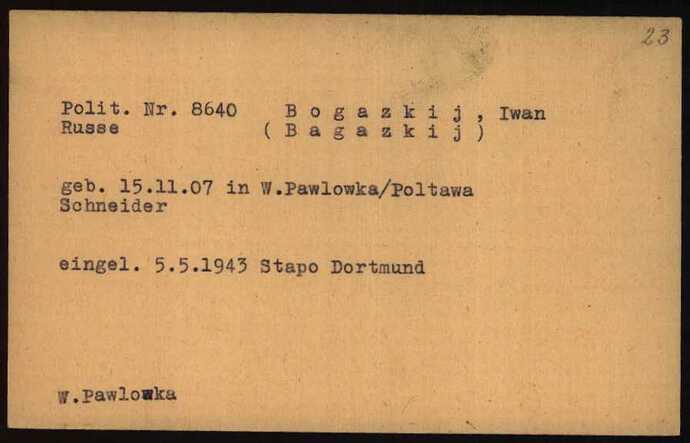 23
Polit. Nr. 8640 B o g a z k i j , Iwan
Russe ( B a g a z k i j )
geb. 15.11.07 in W.Pawlowka/Poltawa
Schneider
eingel. 5.5.1943 Stapo Dortmund
W.Pawlowka